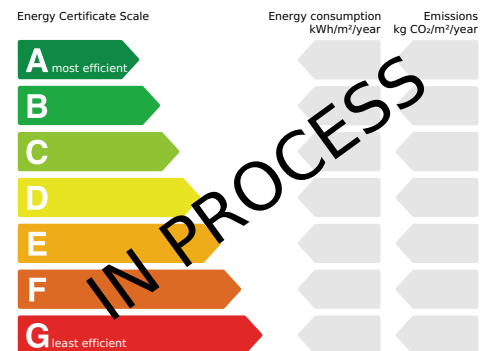 Energy Certificate Scale
Energy consumption
kWh/m²/year
Emissions
kg CO₂/m²/year
A most efficient
B
C
D
E
F
G least efficient
IN PROCESS